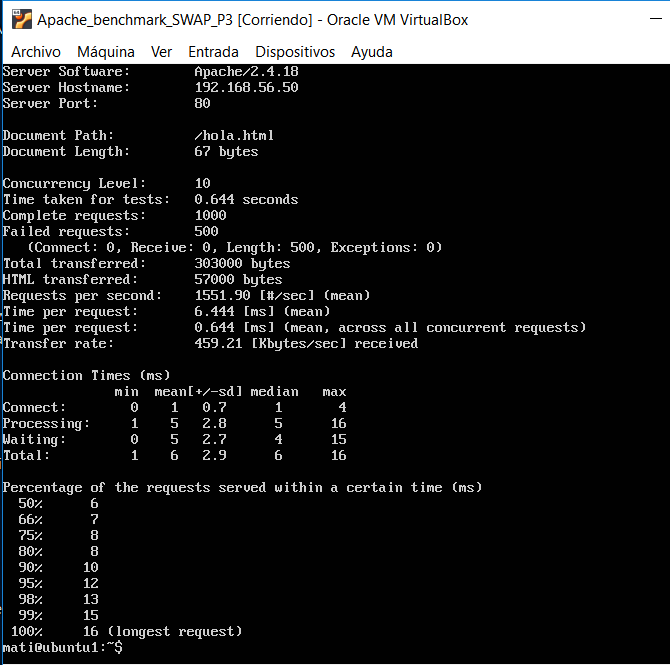 Apache_benchmark_SWAP_P3 [Corriendo] - Oracle VM VirtualBox
Archivo Máquina Ver Entrada Dispositivos Ayuda
Server Software: Apache/2.4.18
Server Hostname: 192.168.56.50
Server Port: 80
Document Path: /hola.html
Document Length: 67 bytes
Concurrency Level: 10
Time taken for tests: 0.644 seconds
Complete requests: 1000
Failed requests: 500
(Connect: 0, Receive: 0, Length: 500, Exceptions: 0)
Total transferred: 303000 bytes
HTML transferred: 57000 bytes
Requests per second: 1551.90 [#/sec] (mean)
Time per request: 6.444 [ms] (mean)
Time per request: 0.644 [ms] (mean, across all concurrent requests)
Transfer rate: 459.21 [Kbytes/sec] received
Connection Times (ms)
min mean[+/-sd] median max
Connect: 0 1 0.7 1 4
Processing: 1 5 2.8 5 16
Waiting: 0 5 2.7 4 15
Total: 1 6 2.9 6 16
Percentage of the requests served within a certain time (ms)
50% 6
66% 7
75% 8
80% 8
90% 10
95% 12
98% 13
99% 15
100% 16 (longest request)
mati@ubuntu1:~$